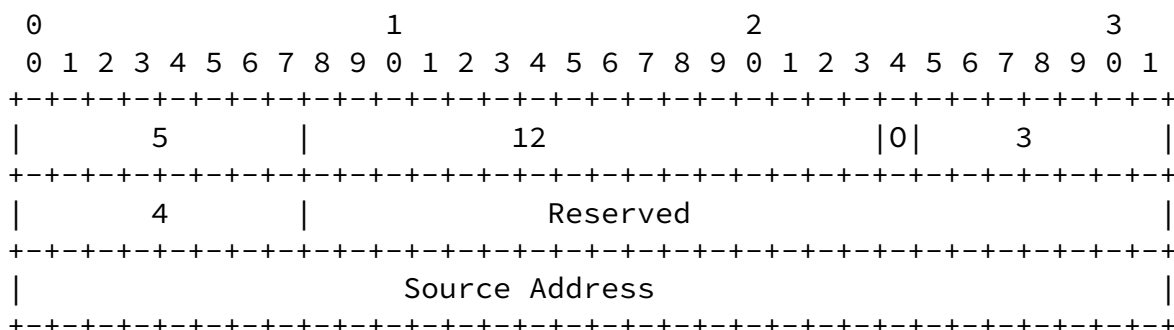 0                   1                   2                   3
 0 1 2 3 4 5 6 7 8 9 0 1 2 3 4 5 6 7 8 9 0 1 2 3 4 5 6 7 8 9 0 1
+-+-+-+-+-+-+-+-+-+-+-+-+-+-+-+-+-+-+-+-+-+-+-+-+-+-+-+-+-+-+-+-+
|       5       |           12                  |0|     3       |
+-+-+-+-+-+-+-+-+-+-+-+-+-+-+-+-+-+-+-+-+-+-+-+-+-+-+-+-+-+-+-+-+
|       4       |             Reserved                          |
+-+-+-+-+-+-+-+-+-+-+-+-+-+-+-+-+-+-+-+-+-+-+-+-+-+-+-+-+-+-+-+-+
|                     Source Address                            |
+-+-+-+-+-+-+-+-+-+-+-+-+-+-+-+-+-+-+-+-+-+-+-+-+-+-+-+-+-+-+-+-+